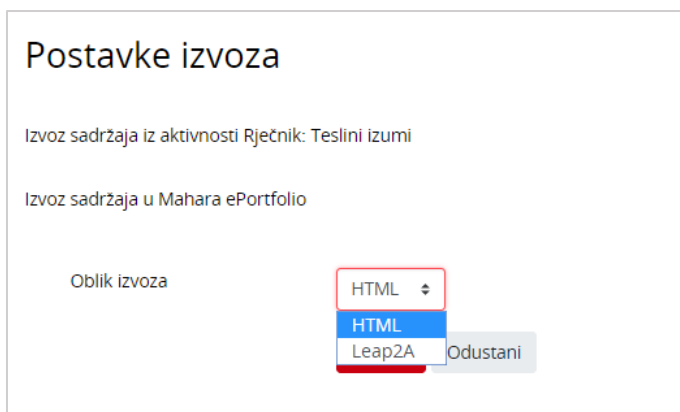 Postavke izvoza
Izvoz sadržaja iz aktivnosti Rječnik: Teslini izumi
Izvoz sadržaja u Mahara ePortfolio
Oblik izvoza
HTML
HTML
Leap2A
Odustani